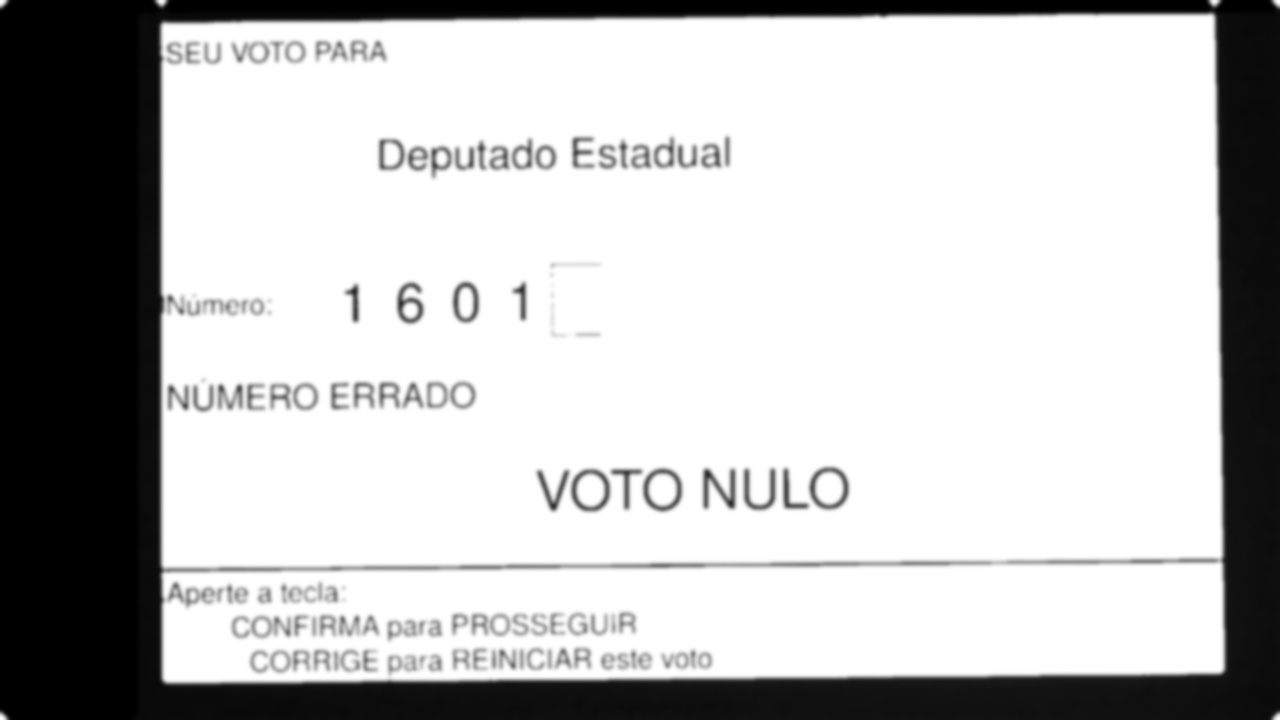 SEU VOTO PARA
Deputado Estadual
Número: 1 6 0 1
NÚMERO ERRADO
VOTO NULO
Aperte a tecla:
CONFIRMA para PROSSEGUIR
CORRIGE para REINICIAR este voto